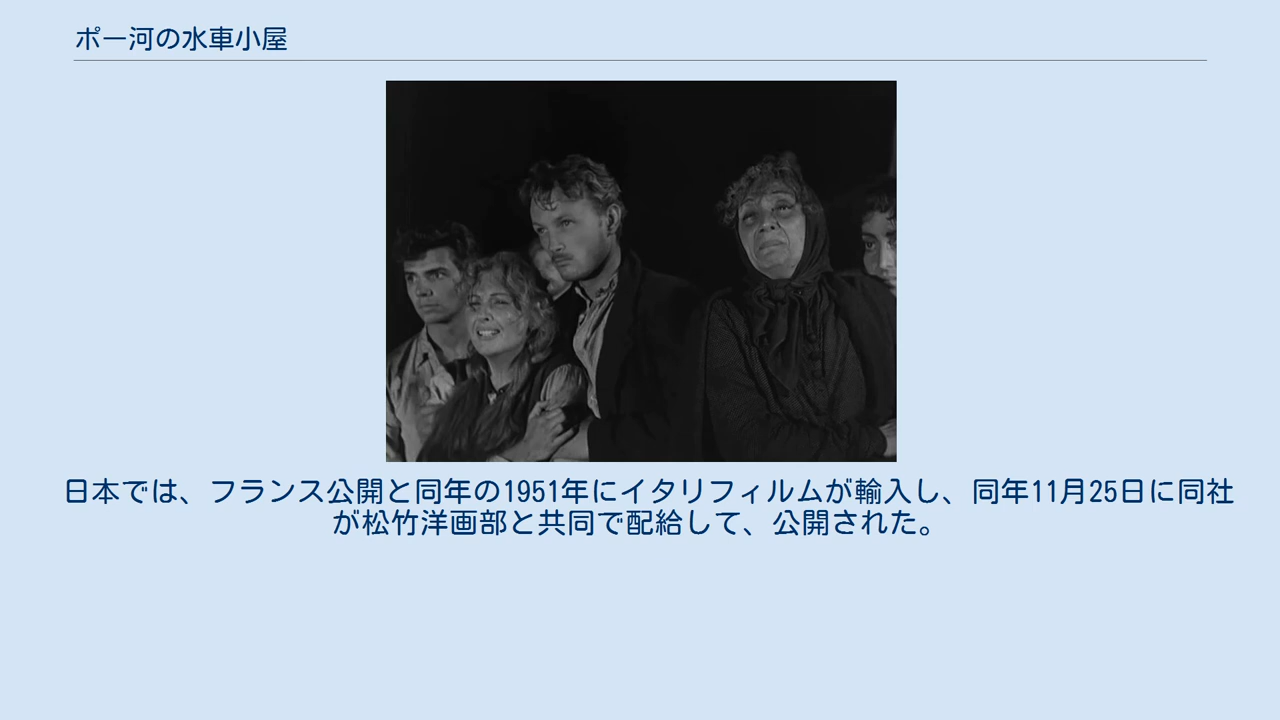 ポー河の水車小屋
日本では、フランス公開と同年の1951年にイタリフィルムが輸入し、同年11月25日に同社
が松竹洋画部と共同で配給して、公開された。